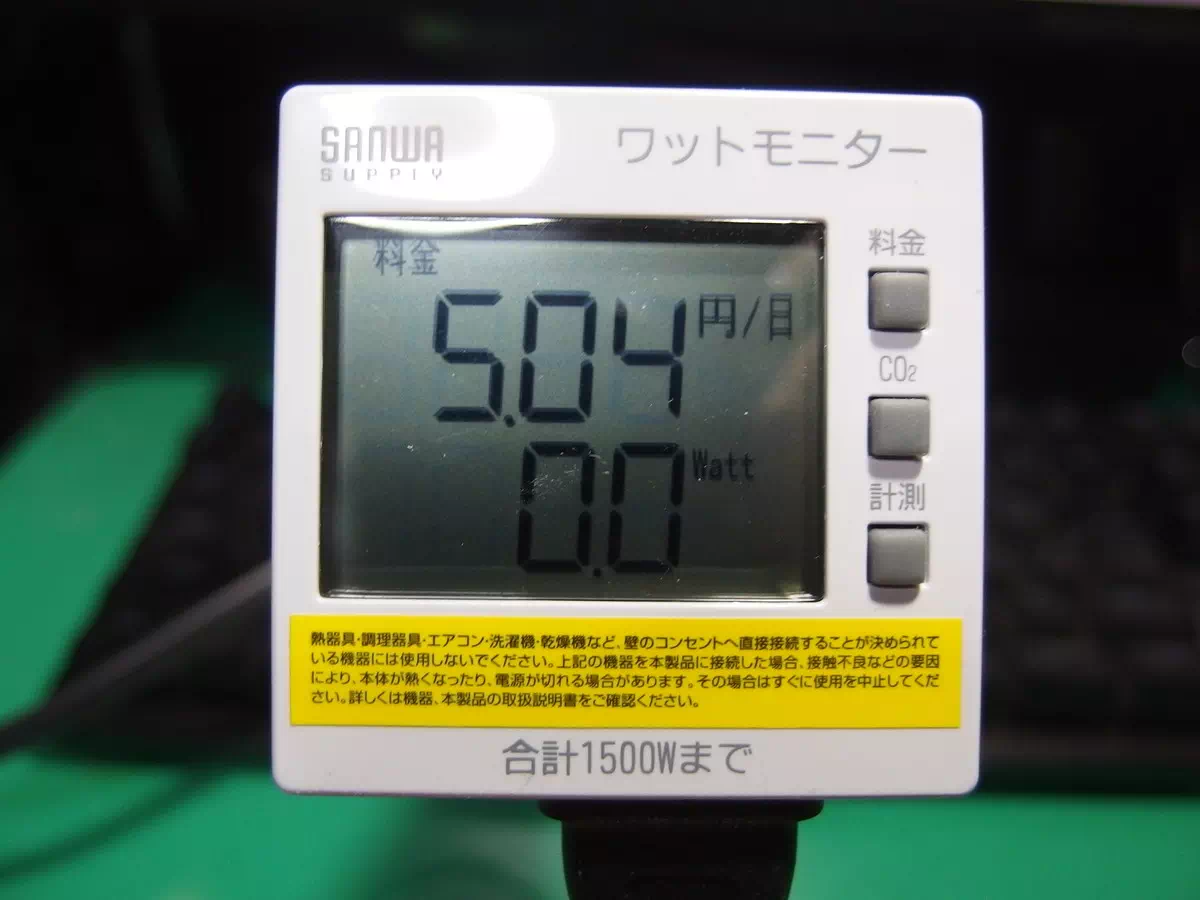 SANWA
SUPPLY
ワットモニター
料金
料金
5.04円/日
CO₂
0.0Watt
計測
熱器具・調理器具・エアコン・洗濯機・乾燥機など、壁のコンセントへ直接接続することが決められて
いる機器には使用しないでください。上記の機器を本製品に接続した場合、接触不良などの要因
により、本体が熱くなったり、電源が切れる場合があります。その場合はすぐに使用を中止してくだ
さい。詳しくは機器、本製品の取扱説明書をご確認ください。
合計1500Wまで